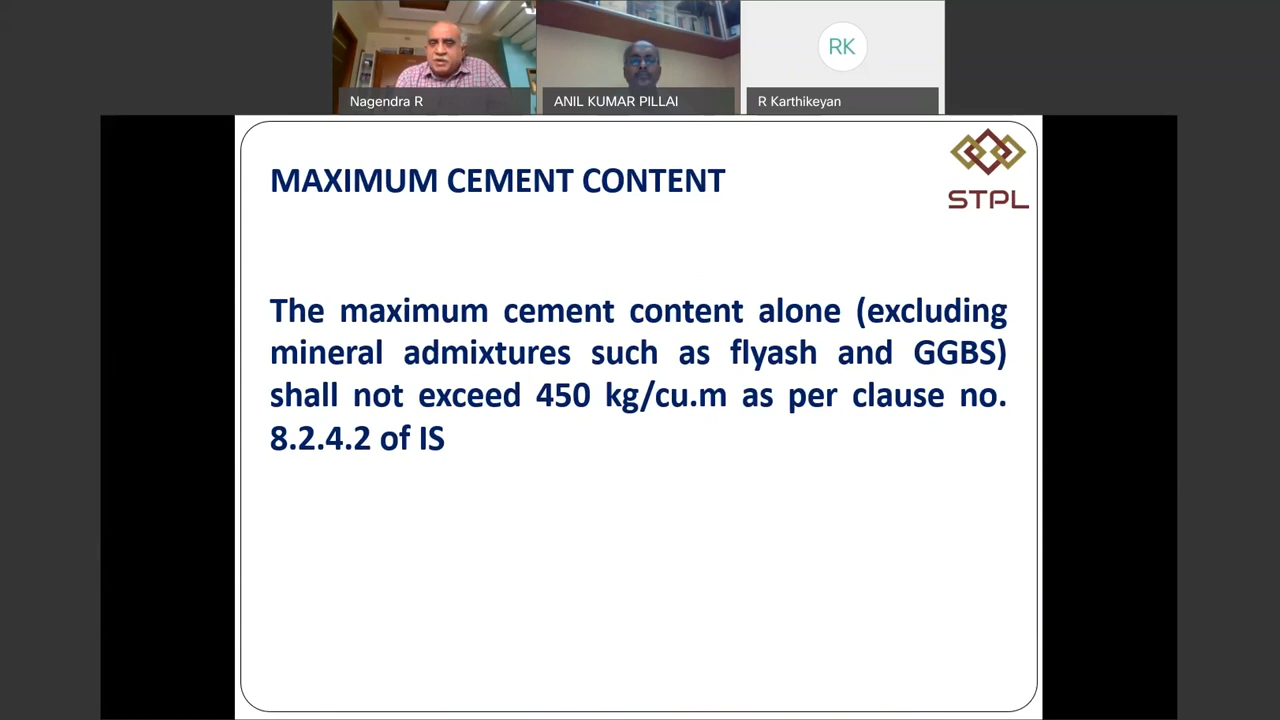 RK
Nagendra R
ANIL KUMAR PILLAI
R Karthikeyan
STPL
MAXIMUM CEMENT CONTENT
The maximum cement content alone (excluding
mineral admixtures such as flyash and GGBS)
shall not exceed 450 kg/cu.m as per clause no.
8.2.4.2 of IS